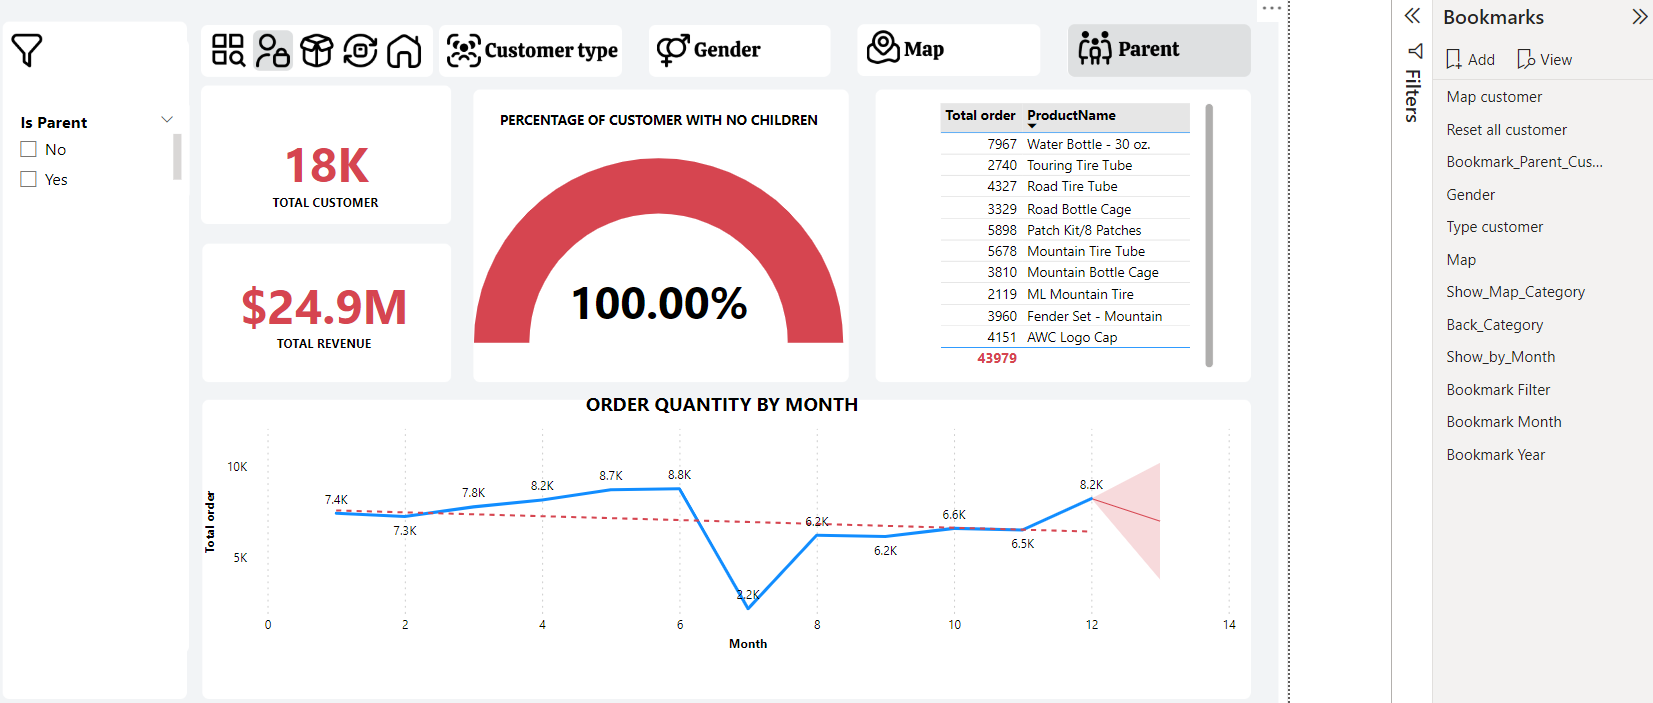 Customer type
Gender
Map
Parent
Is Parent
No
Yes
18K
TOTAL CUSTOMER
$24.9M
TOTAL REVENUE
PERCENTAGE OF CUSTOMER WITH NO CHILDREN
100.00%
Total order ProductName
7967 Water Bottle - 30 oz.
2740 Touring Tire Tube
4327 Road Tire Tube
3329 Road Bottle Cage
5898 Patch Kit/8 Patches
5678 Mountain Tire Tube
3810 Mountain Bottle Cage
2119 ML Mountain Tire
3960 Fender Set - Mountain
4151 AWC Logo Cap
43979
ORDER QUANTITY BY MONTH
Total order
10K
5K
7.4K
7.3K
7.8K
8.2K
8.7K
8.8K
2.2K
6.2K
6.2K
6.6K
6.5K
8.2K
0 2 4 6 8 10 12 14
Month
Filters
Bookmarks
Add View
Map customer
Reset all customer
Bookmark_Parent_Cus...
Gender
Type customer
Map
Show_Map_Category
Back_Category
Show_by_Month
Bookmark Filter
Bookmark Month
Bookmark Year